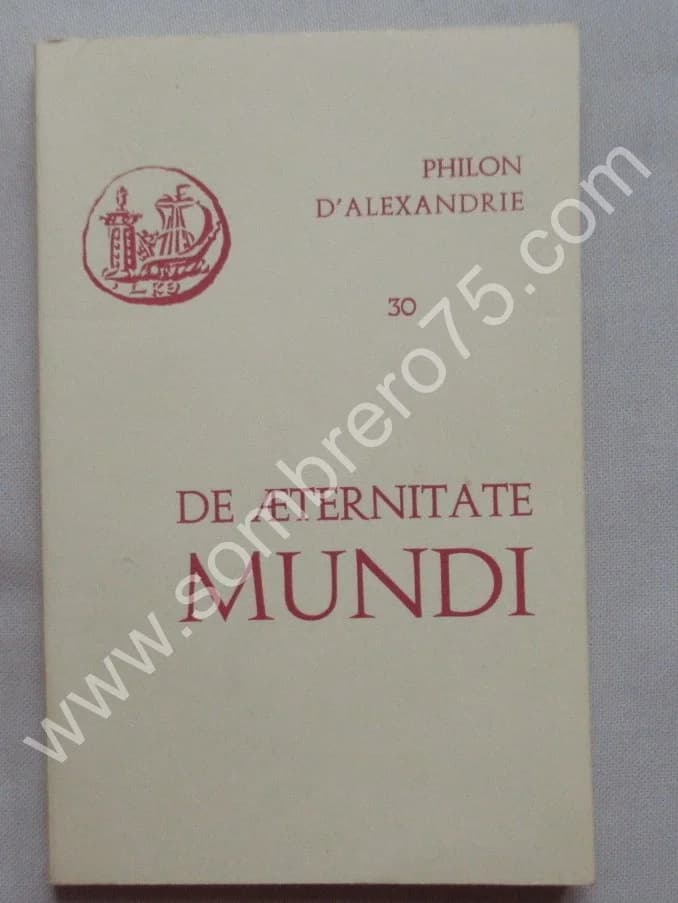 PHILON
D'ALEXANDRIE
30
DE ÆTERNITATE
MUNDI
www.sombrero75.com